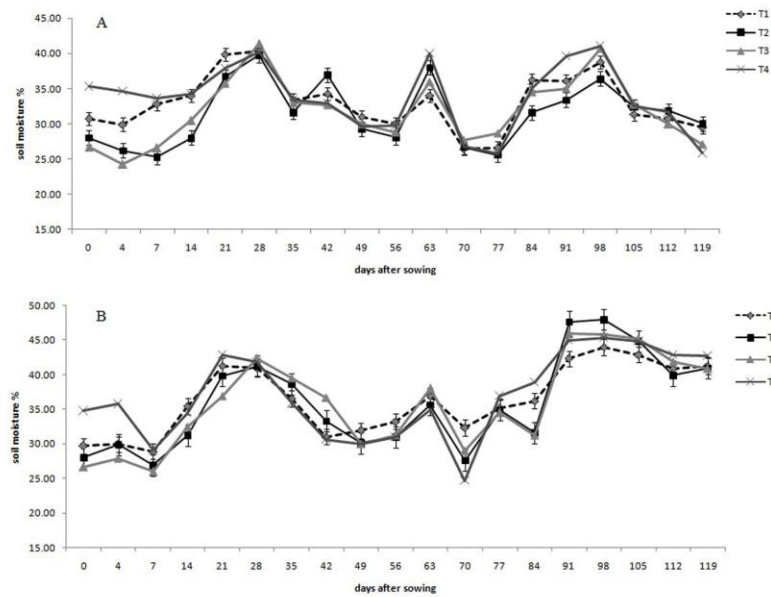 A
T1
T2
T3
T4
45.00
40.00
35.00
30.00
25.00
20.00
15.00
soil moisture %
0 4 7 14 21 28 35 42 49 56 63 70 77 84 91 98 105 112 119
days after sowing
B
T
T
T
T
50.00
45.00
40.00
35.00
30.00
25.00
20.00
15.00
soil moisture %
0 4 7 14 21 28 35 42 49 56 63 70 77 84 91 98 105 112 119
days after sowing